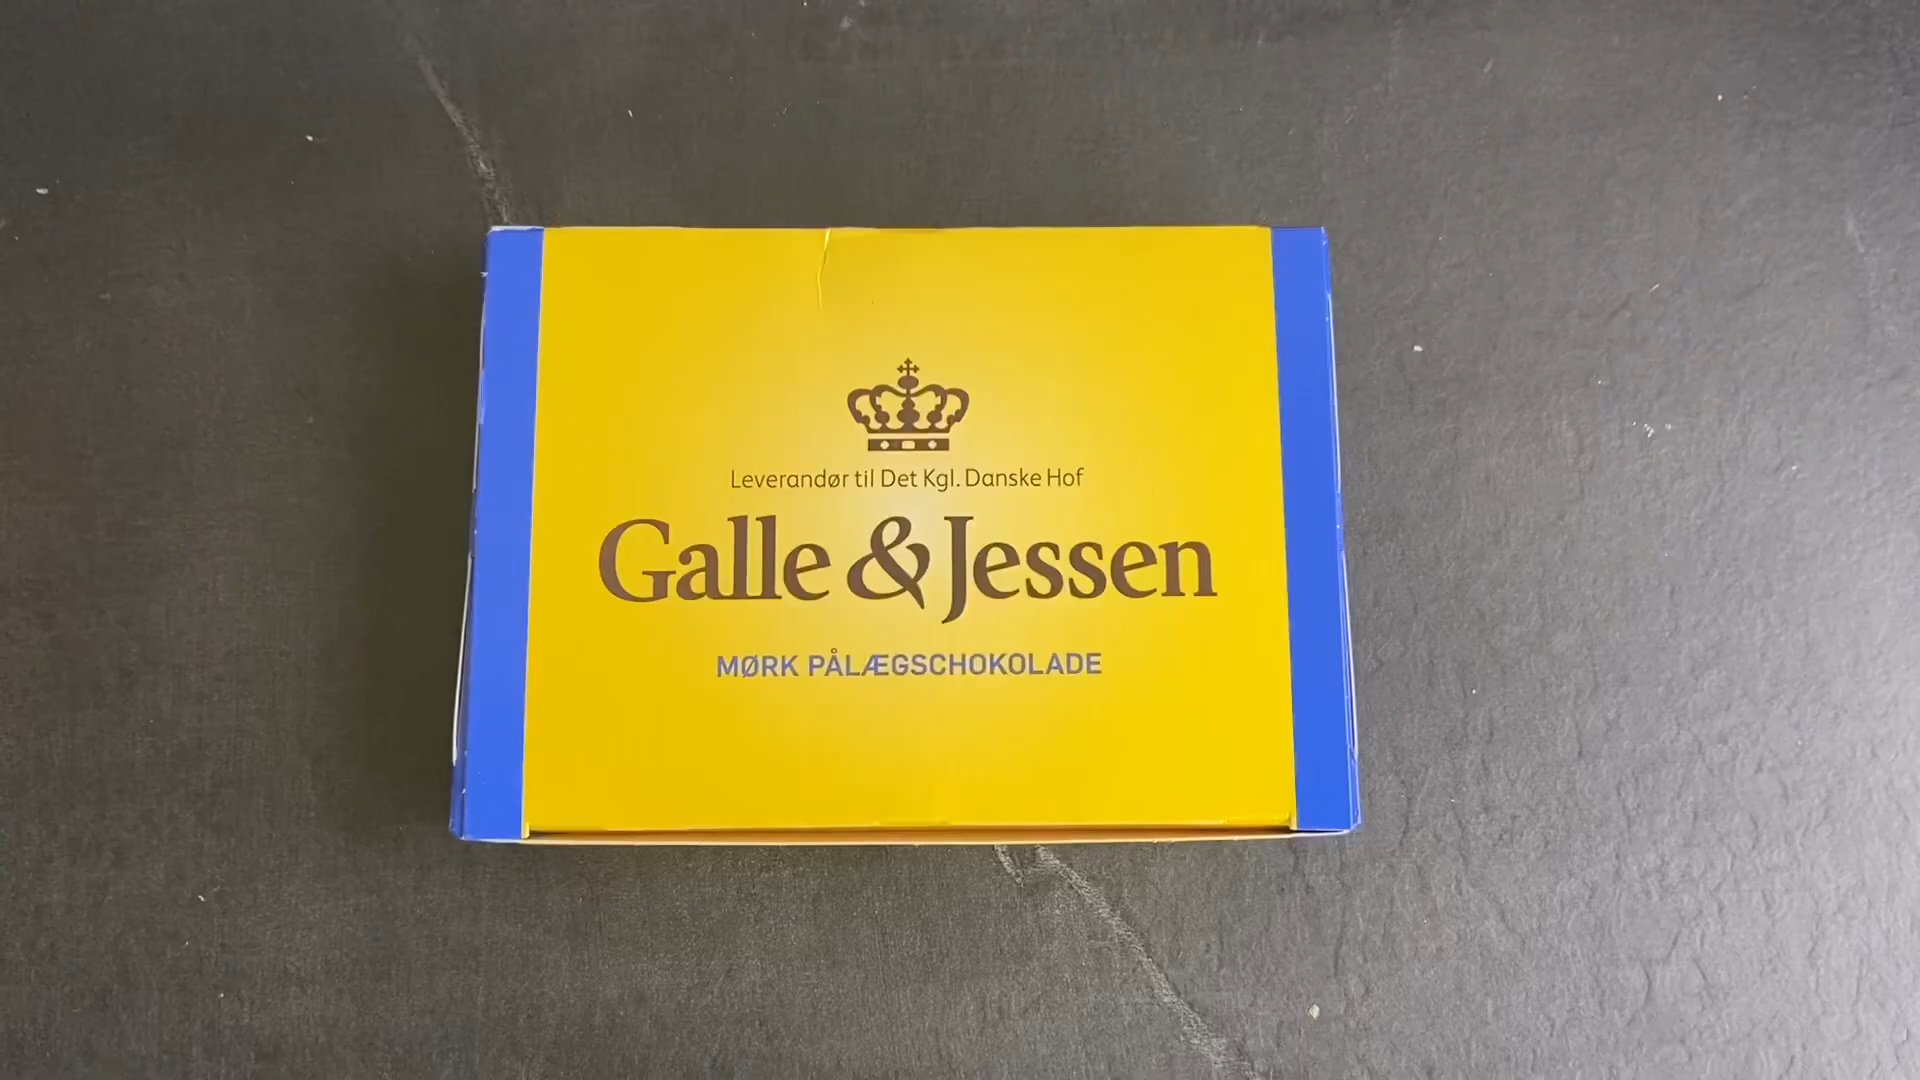 Leverandør til Det Kgl. Danske Hof
Galle & Jessen
MØRK PÅLÆGSCHOKOLADE